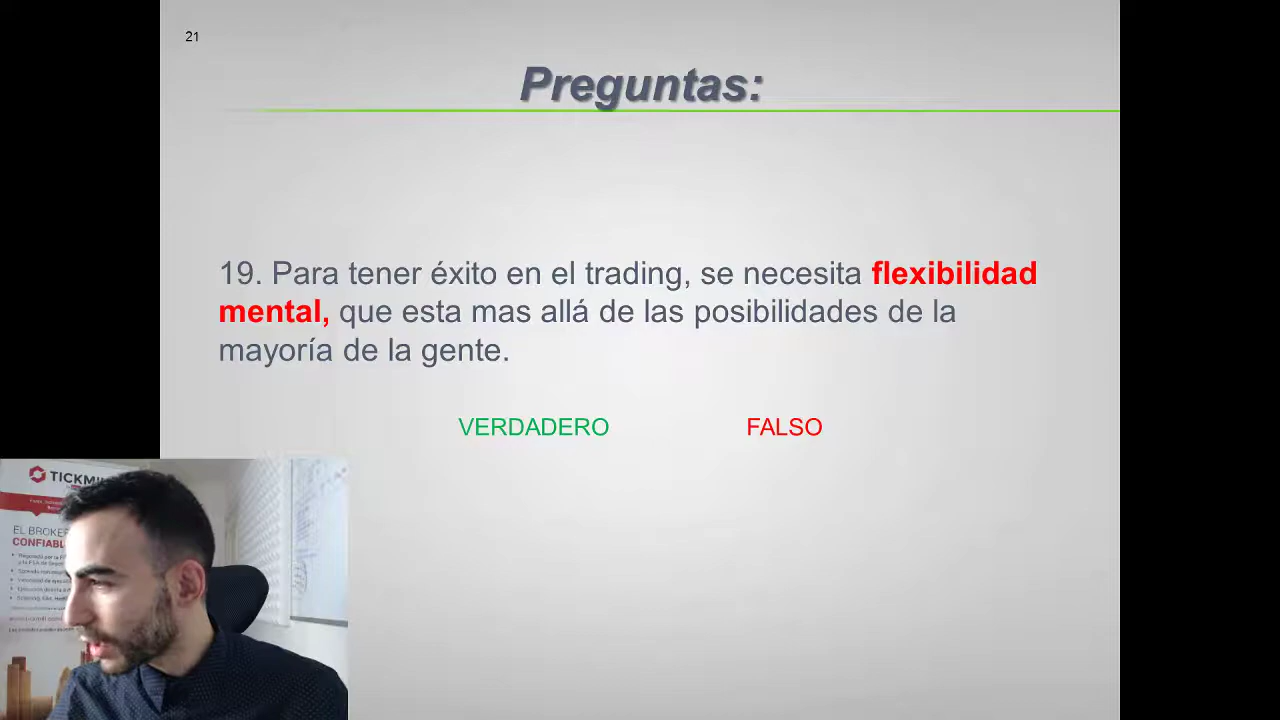 21
Preguntas:
19. Para tener éxito en el trading, se necesita flexibilidad
mental, que esta mas allá de las posibilidades de la
mayoría de la gente.
VERDADERO FALSO
TICKMI
EL BROKER
CONFIABL